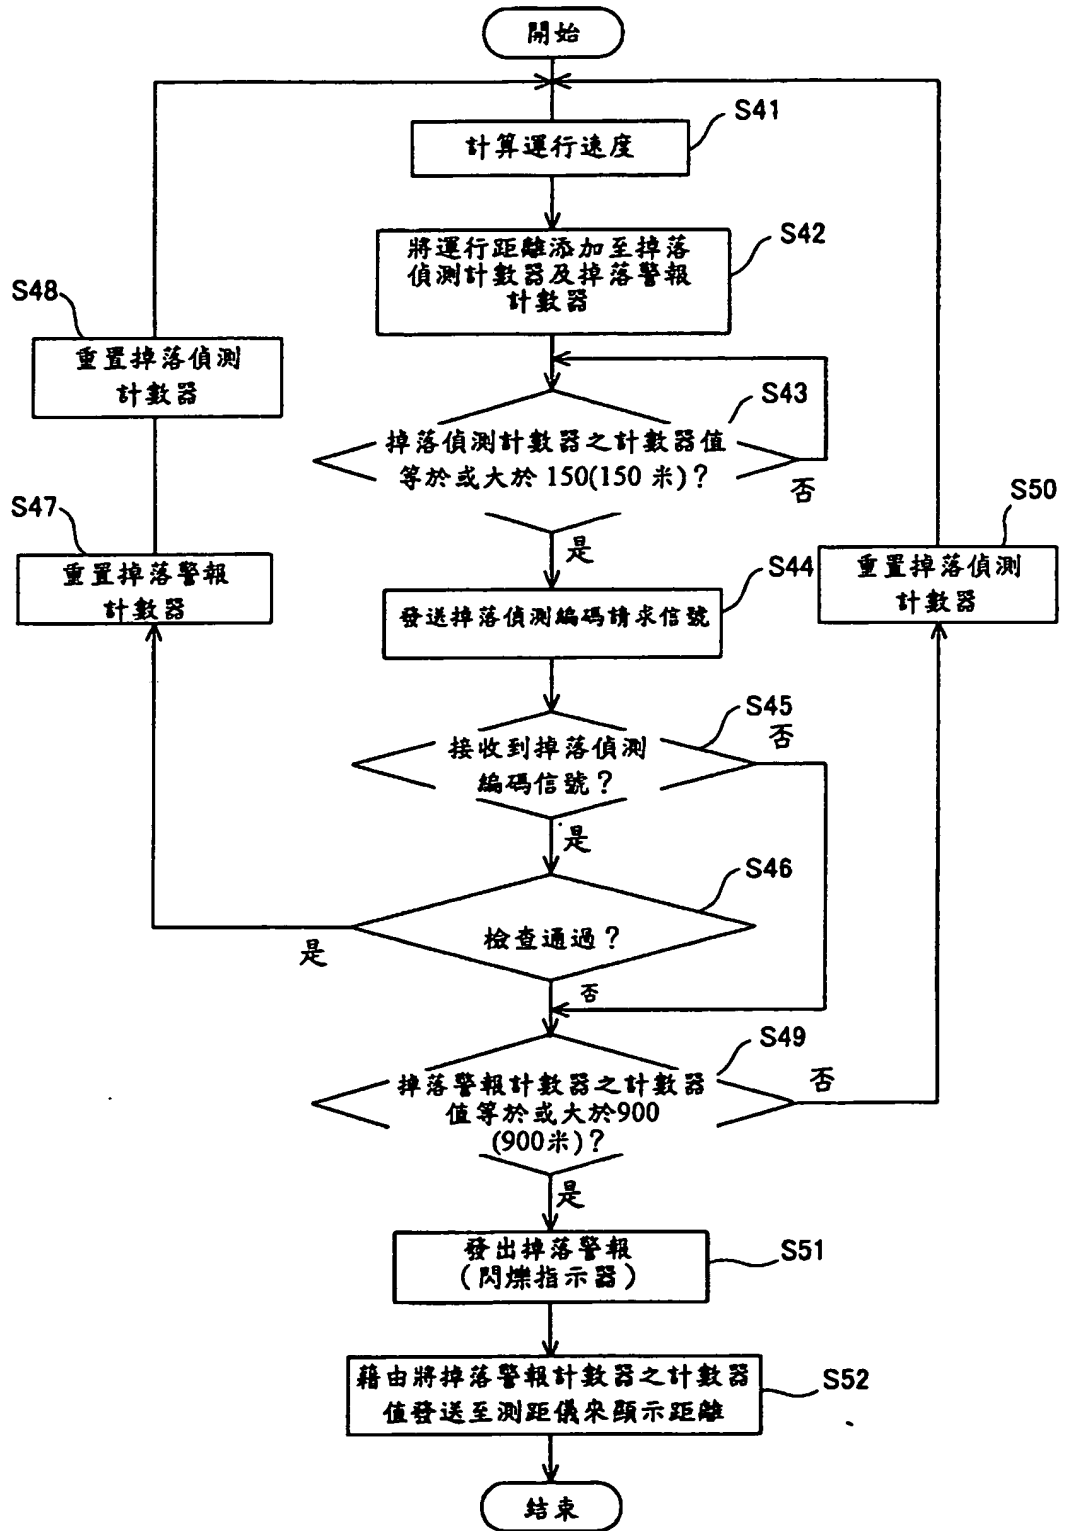 開始
S41
計算運行速度
S42
將運行距離添加至掉落
偵測計數器及掉落警報
計數器
S48
重置掉落偵測
計數器
S43
掉落偵測計數器之計數器值
等於或大於 150(150 米)?
否
是
S47
重置掉落警報
計數器
S50
重置掉落偵測
計數器
S44
發送掉落偵測編碼請求信號
S45
接收到掉落偵測
編碼信號?
否
是
S46
檢查通過?
是
否
S49
掉落警報計數器之計數器
值等於或大於900
(900米)?
否
是
S51
發出掉落警報
(閃爍指示器)
S52
藉由將掉落警報計數器之計數器
值發送至測距儀來顯示距離
結束